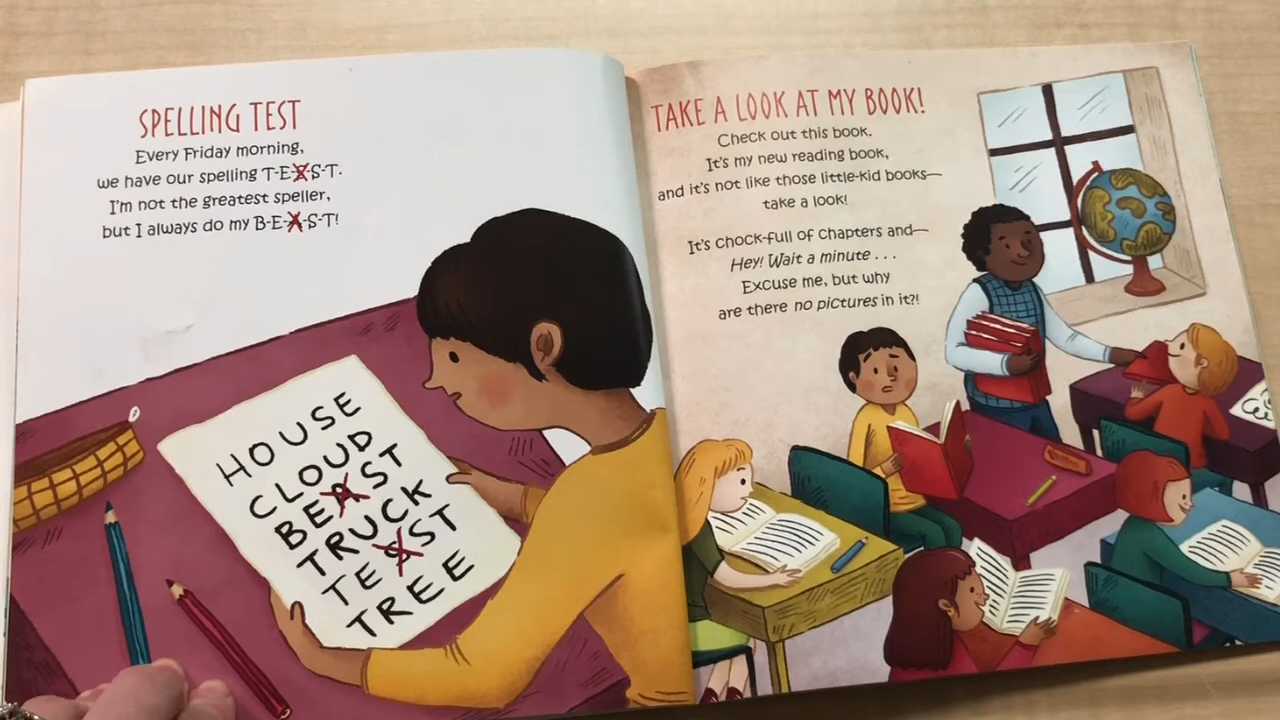 SPELLING TEST
Every Friday morning,
we have our spelling T-E-X-S-T.
I'm not the greatest speller,
but I always do my B-E-A-S-T!
HOUSE
CLOUD
BEAST
TRUCK
TEAST
TREE
TAKE A LOOK AT MY BOOK!
Check out this book.
It's my new reading book,
and it's not like those little-kid books—
take a look!
It's chock-full of chapters and—
Hey! Wait a minute . . .
Excuse me, but why
are there no pictures in it?!